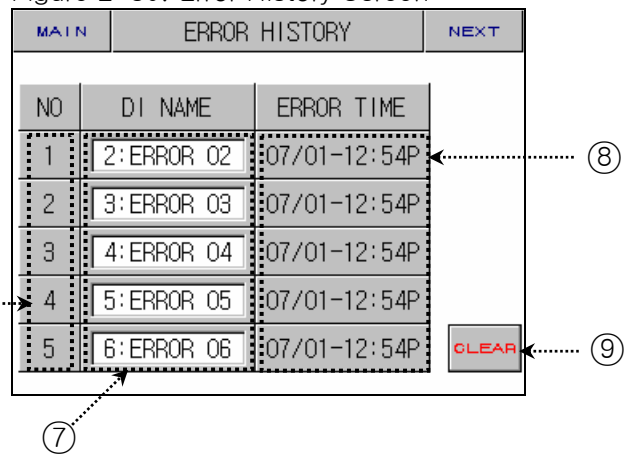 Figure 2-30. Error History Screen
MAIN ERROR HISTORY NEXT
NO DI NAME ERROR TIME
1 2:ERROR 02 07/01-12:54P ⑧
2 3:ERROR 03 07/01-12:54P
3 4:ERROR 04 07/01-12:54P
4 5:ERROR 05 07/01-12:54P
5 6:ERROR 06 07/01-12:54P CLEAR ⑨
⑦